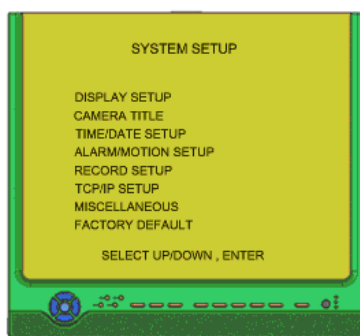 SYSTEM SETUP
DISPLAY SETUP
CAMERA TITLE
TIME/DATE SETUP
ALARM/MOTION SETUP
RECORD SETUP
TCP/IP SETUP
MISCELLANEOUS
FACTORY DEFAULT
SELECT UP/DOWN , ENTER